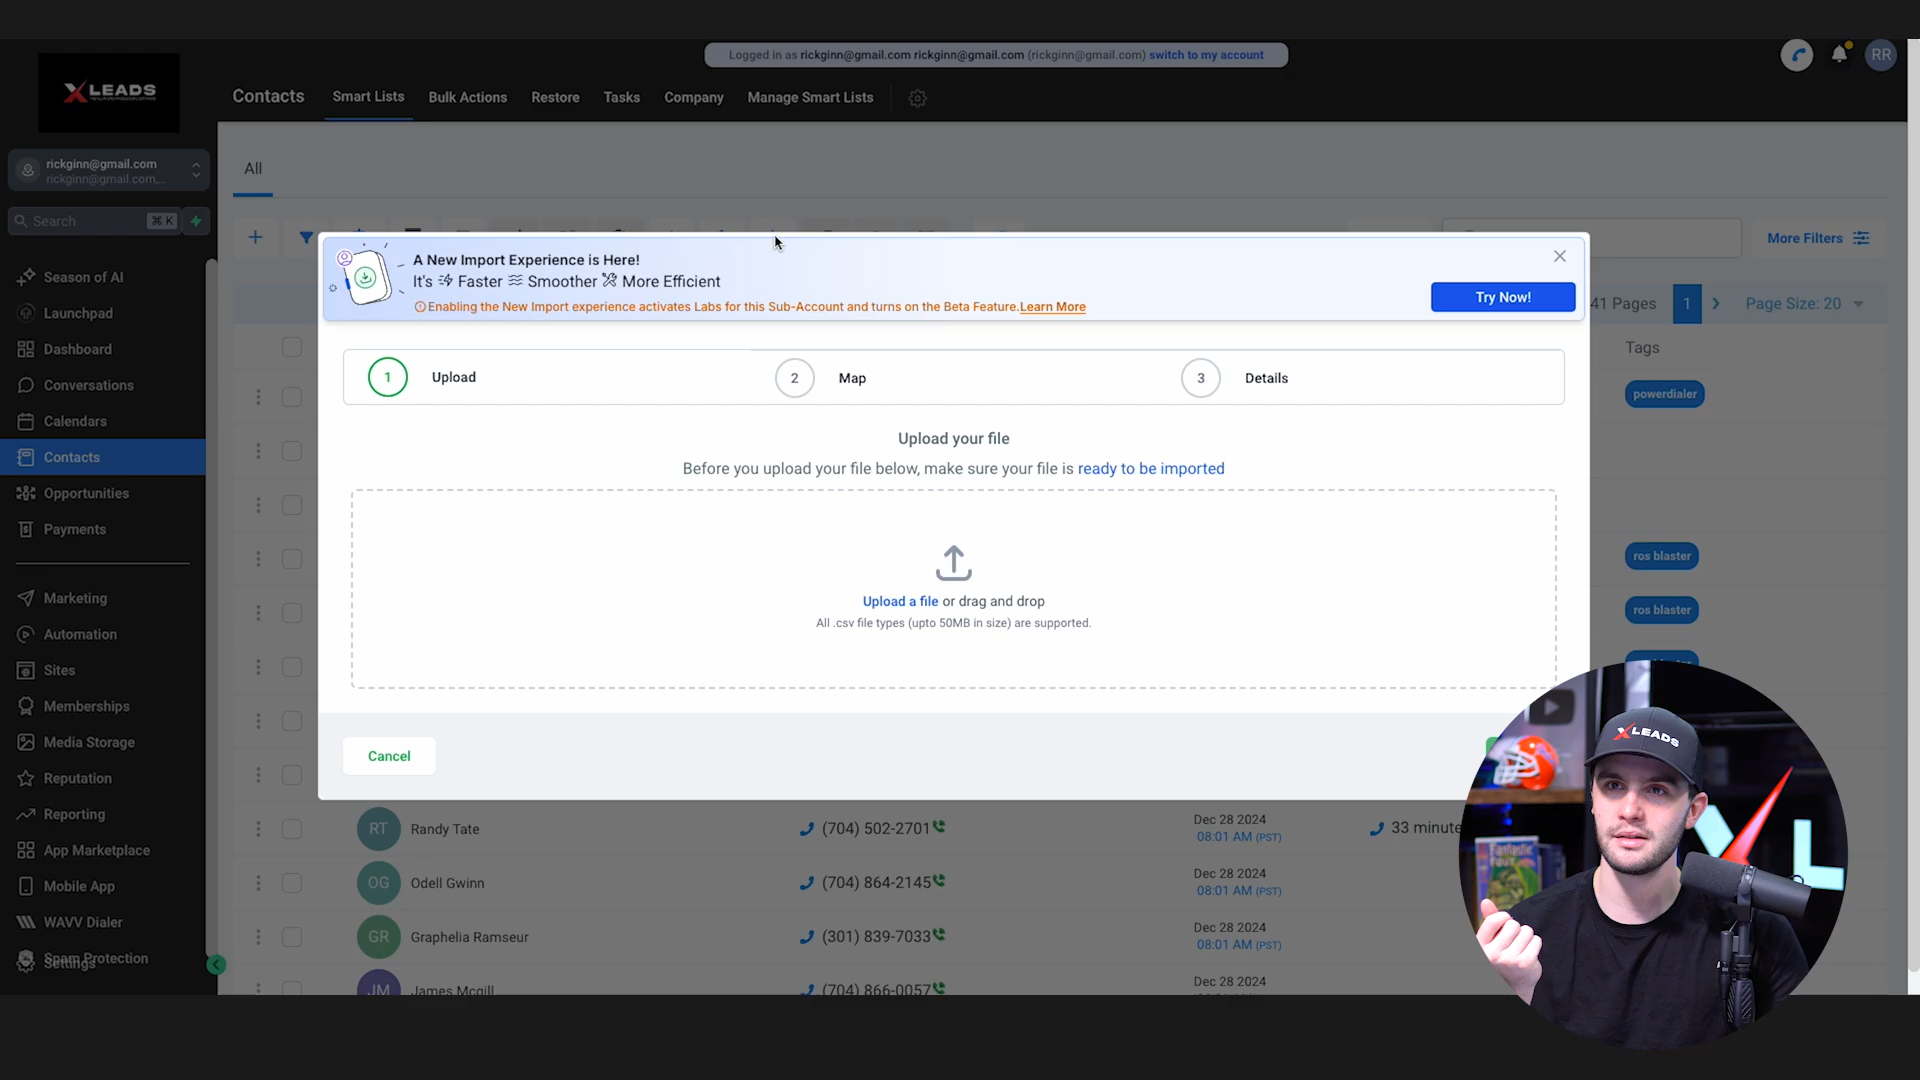 Logged in as rickginn@gmail.com rickginn@gmail.com (rickginn@gmail.com) switch to my account
RR
XLEADS
Contacts
Smart Lists
Bulk Actions
Restore
Tasks
Company
Manage Smart Lists
rickginn@gmail.com
rickginn@gmail.com,...
Search
⌘ K
All
More Filters
Season of AI
Launchpad
Dashboard
Conversations
Calendars
Contacts
Opportunities
Payments
Marketing
Automation
Sites
Memberships
Media Storage
Reputation
Reporting
App Marketplace
Mobile App
WAVV Dialer
Spam Protection
Settings
A New Import Experience is Here!
It's Faster Smoother More Efficient
Enabling the New Import experience activates Labs for this Sub-Account and turns on the Beta Feature.Learn More
Try Now!
41 Pages
1
Page Size: 20
Tags
powerdialer
ros blaster
ros blaster
1 Upload
2 Map
3 Details
Upload your file
Before you upload your file below, make sure your file is ready to be imported
Upload a file or drag and drop
All .csv file types (upto 50MB in size) are supported.
Cancel
RT Randy Tate (704) 502-2701 Dec 28 2024 33 minute
08:01 AM (PST)
OG Odell Gwinn (704) 864-2145 Dec 28 2024
08:01 AM (PST)
GR Graphelia Ramseur (301) 839-7033 Dec 28 2024
08:01 AM (PST)
JM James Mcgill (704) 866-0057 Dec 28 2024
XLEADS
Fantastic Four
XL